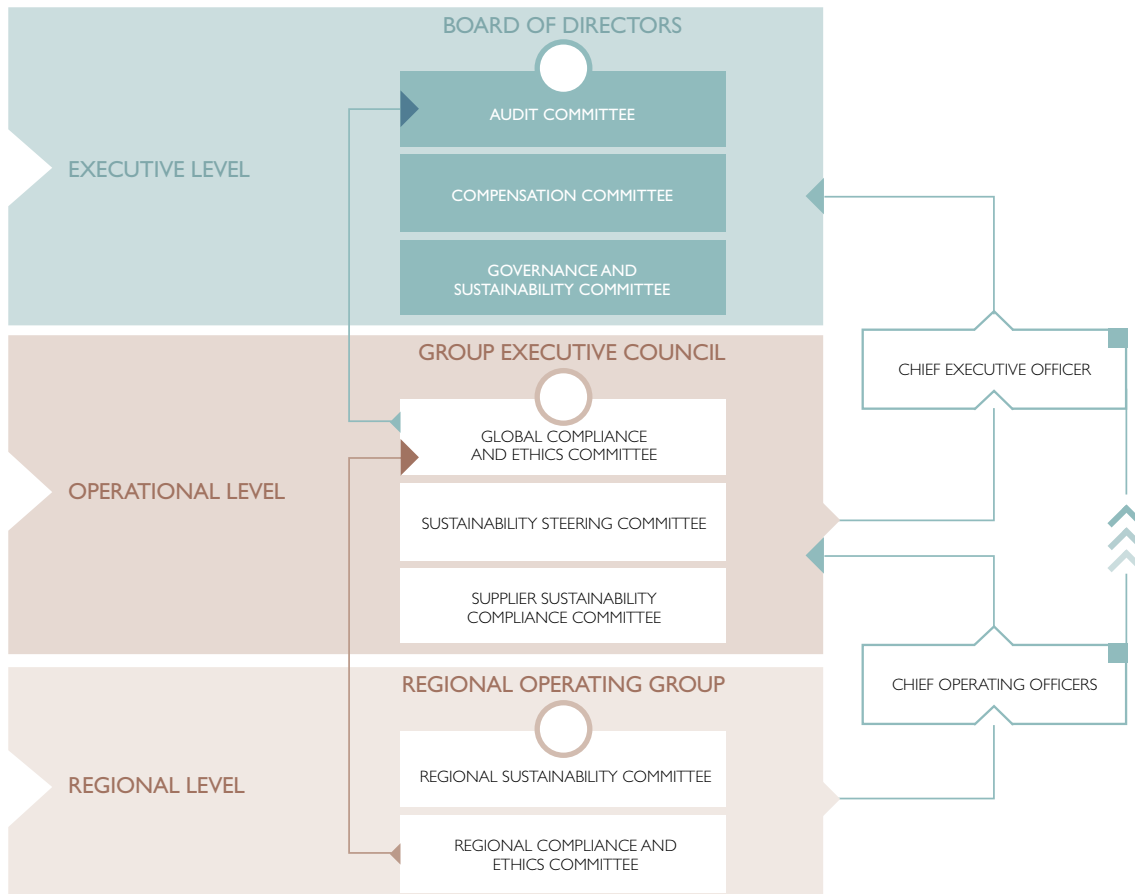 BOARD OF DIRECTORS
AUDIT COMMITTEE
EXECUTIVE LEVEL
COMPENSATION COMMITTEE
GOVERNANCE AND
SUSTAINABILITY COMMITTEE
GROUP EXECUTIVE COUNCIL
CHIEF EXECUTIVE OFFICER
GLOBAL COMPLIANCE
AND ETHICS COMMITTEE
OPERATIONAL LEVEL
SUSTAINABILITY STEERING COMMITTEE
SUPPLIER SUSTAINABILITY
COMPLIANCE COMMITTEE
REGIONAL OPERATING GROUP
CHIEF OPERATING OFFICERS
REGIONAL SUSTAINABILITY COMMITTEE
REGIONAL LEVEL
REGIONAL COMPLIANCE AND
ETHICS COMMITTEE